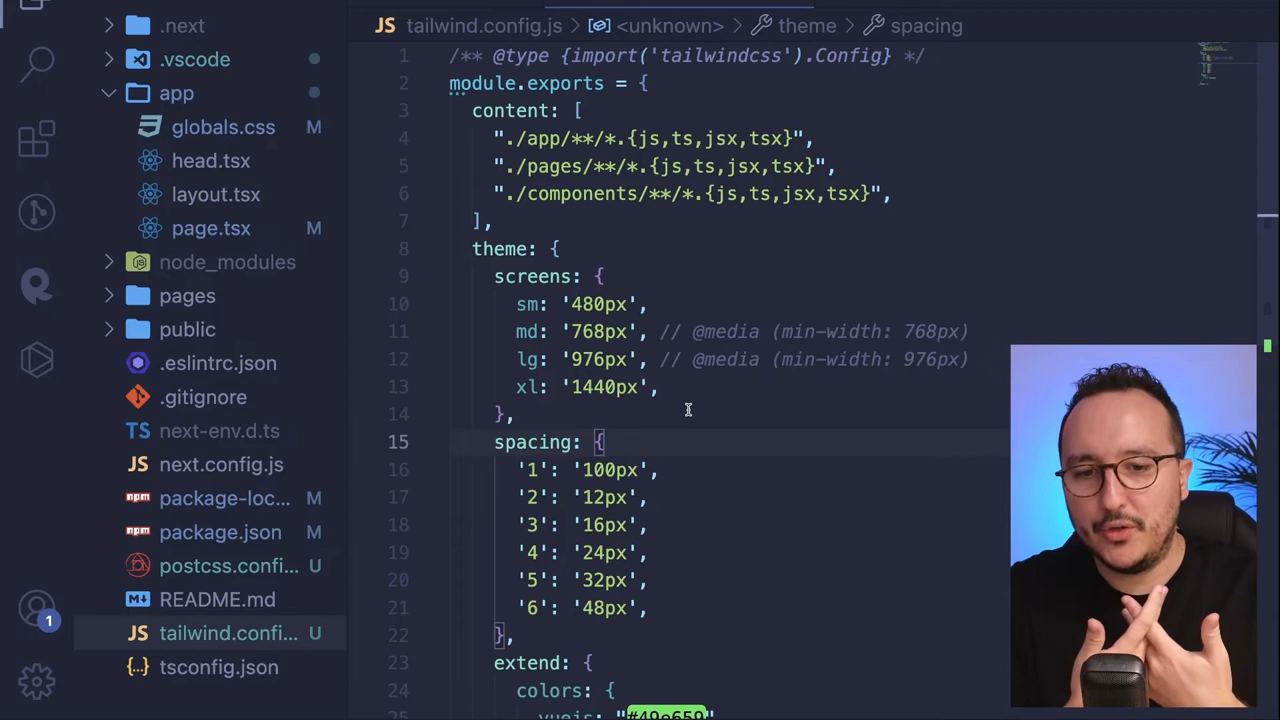 .next
.vscode
app
globals.css M
head.tsx
layout.tsx
page.tsx M
node_modules
pages
public
.eslintrc.json
.gitignore
next-env.d.ts
next.config.js
package-loc... M
package.json M
postcss.confi... U
README.md
tailwind.confi... U
tsconfig.json
1
JS tailwind.config.js > <unknown> > theme > spacing
1 /** @type {import('tailwindcss').Config} */
2 module.exports = {
3 content: [
4 "./app/**/*.{js,ts,jsx,tsx}",
5 "./pages/**/*.{js,ts,jsx,tsx}",
6 "./components/**/*.{js,ts,jsx,tsx}",
7 ],
8 theme: {
9 screens: {
10 sm: '480px',
11 md: '768px', // @media (min-width: 768px)
12 lg: '976px', // @media (min-width: 976px)
13 xl: '1440px',
14 },
15 spacing: {
16 '1': '100px',
17 '2': '12px',
18 '3': '16px',
19 '4': '24px',
20 '5': '32px',
21 '6': '48px',
22 },
23 extend: {
24 colors: {
25 vuejs: "#49e659"